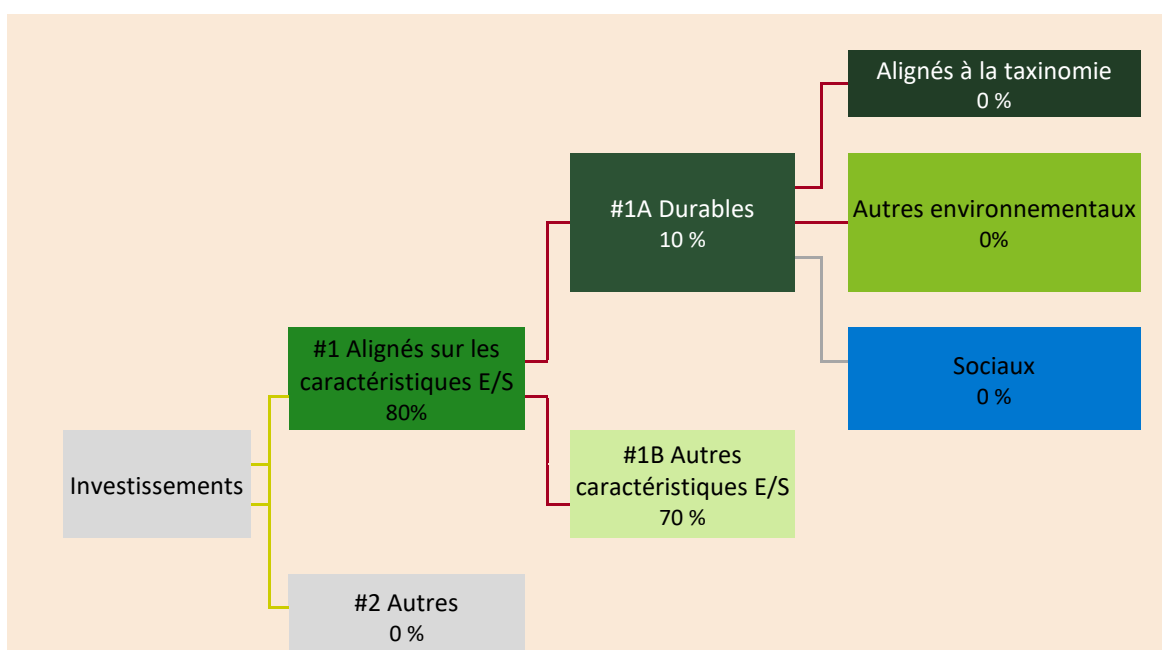 Investissements
#1 Alignés sur les
caractéristiques E/S
80%
#2 Autres
0 %
#1A Durables
10 %
#1B Autres
caractéristiques E/S
70 %
Alignés à la taxinomie
0 %
Autres environnementaux
0%
Sociaux
0 %